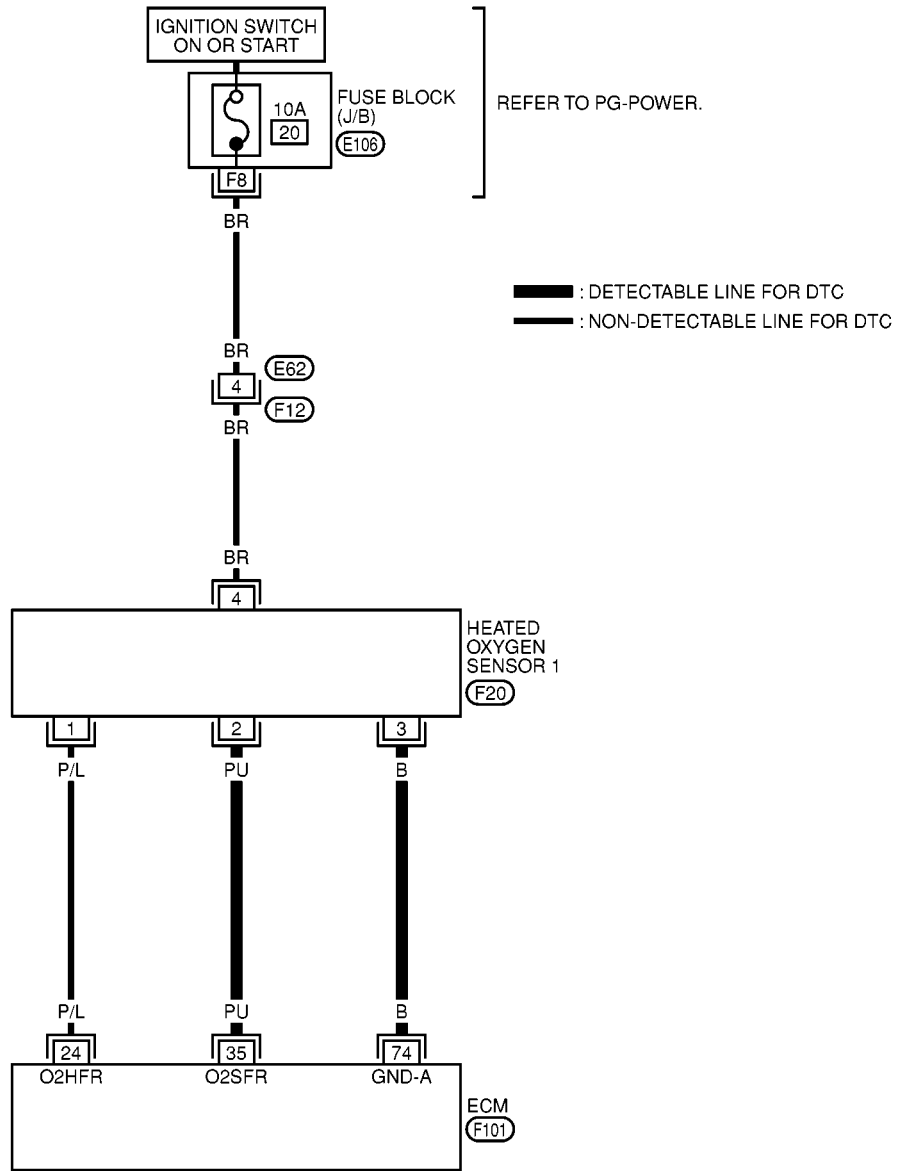 IGNITION SWITCH
ON OR START
10A
20
FUSE BLOCK
(J/B)
E106
REFER TO PG-POWER.
F8
BR
: DETECTABLE LINE FOR DTC
: NON-DETECTABLE LINE FOR DTC
BR
E62
4
F12
BR
BR
4
HEATED
OXYGEN
SENSOR 1
F20
1 2 3
P/L PU B
P/L PU B
24 35 74
O2HFR O2SFR GND-A
ECM
F101